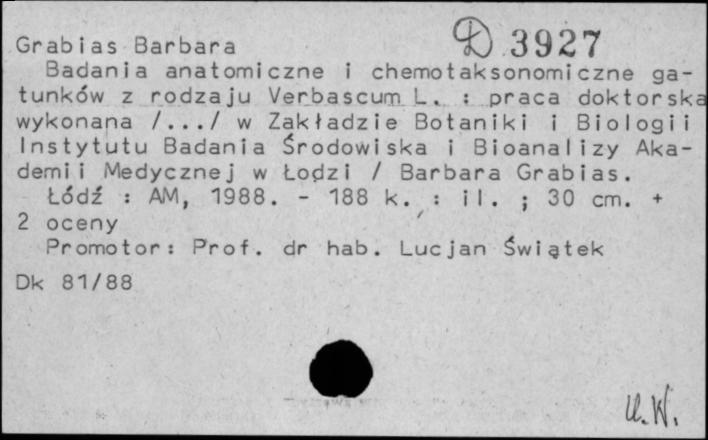 D 3927
Grabias Barbara
Badania anatomiczne i chemotaksonomiczne ga-
tunków z rodzaju Verbascum L. : praca doktorska
wykonana /.../ w Zakładzie Botaniki i Biologii
Instytutu Badania Środowiska i Bioanalizy Aka-
demii Medycznej w Łodzi / Barbara Grabias.
Łódź : AM, 1988. - 188 k. : il. ; 30 cm. +
2 oceny
Promotor: Prof. dr hab. Lucjan Świątek
Dk 81/88
U.W.